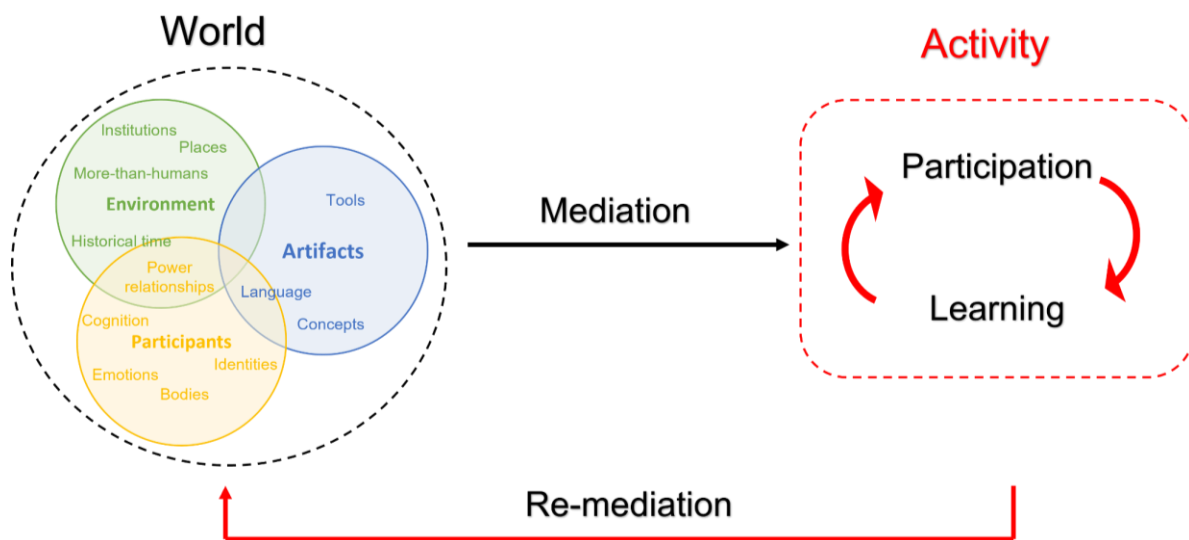 World
Activity
Institutions
Places
More-than-humans
Environment
Historical time
Tools
Artifacts
Language
Concepts
Power
relationships
Cognition
Participants
Identities
Emotions
Bodies
Mediation
Participation
Learning
Re-mediation